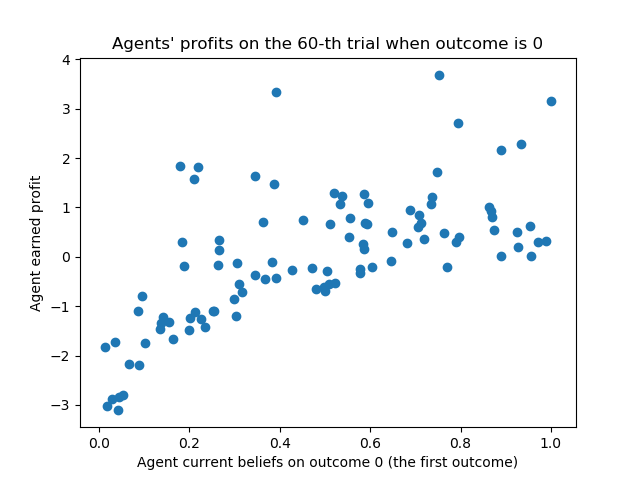 Agents' profits on the 60-th trial when outcome is 0
4
3
2
1
0
−1
−2
−3
Agent earned profit
0.0 0.2 0.4 0.6 0.8 1.0
Agent current beliefs on outcome 0 (the first outcome)